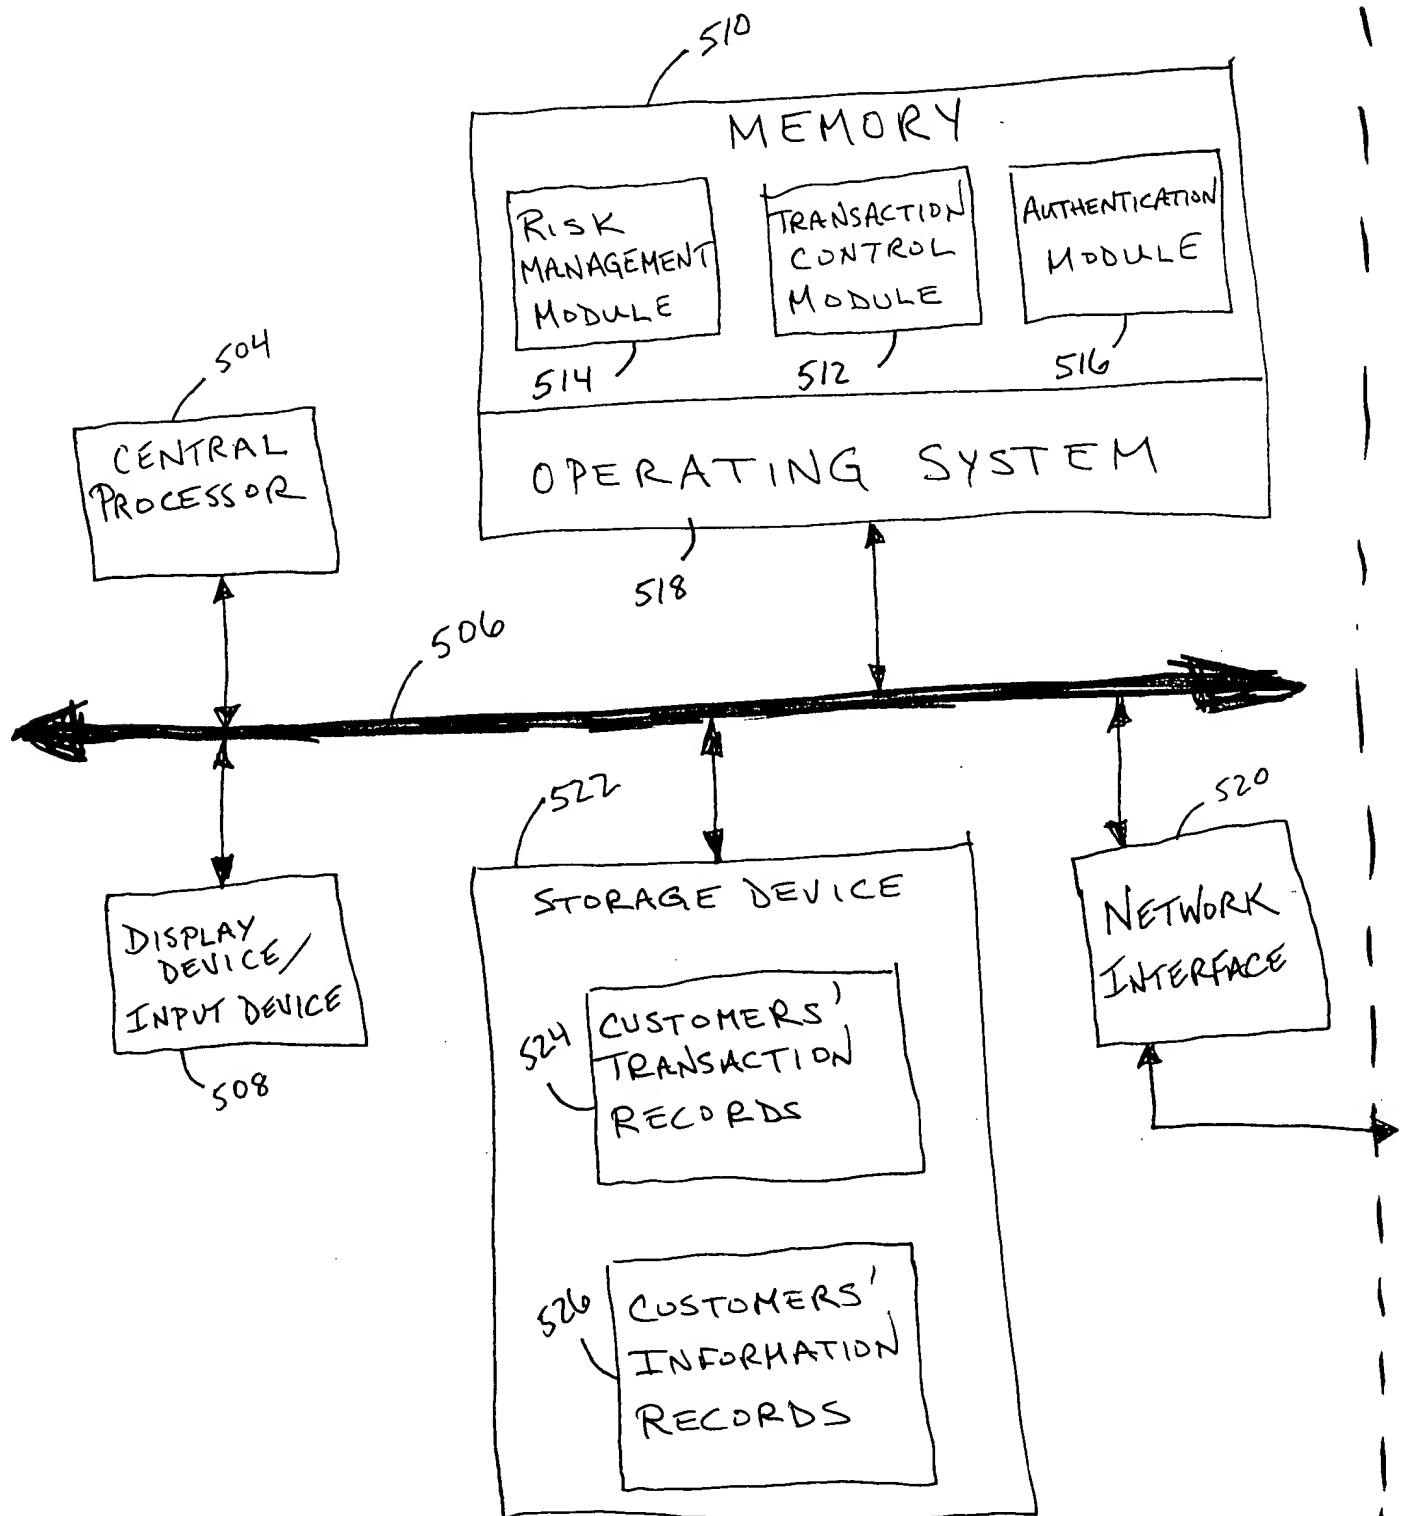 510
MEMORY
RISK
MANAGEMENT
MODULE
TRANSACTION
CONTROL
MODULE
AUTHENTICATION
MODULE
514
512
516
504
CENTRAL
PROCESSOR
OPERATING SYSTEM
518
506
522
520
STORAGE DEVICE
NETWORK
INTERFACE
DISPLAY
DEVICE/
INPUT DEVICE
508
524
CUSTOMERS'
TRANSACTION
RECORDS
526
CUSTOMERS'
INFORMATION
RECORDS